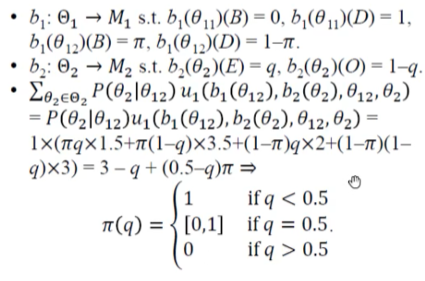 • b₁: Θ₁ → M₁ s.t. b₁(θ₁₁)(B) = 0, b₁(θ₁₁)(D) = 1,
b₁(θ₁₂)(B) = π, b₁(θ₁₂)(D) = 1–π.
• b₂: Θ₂ → M₂ s.t. b₂(θ₂)(E) = q, b₂(θ₂)(O) = 1–q.
• ∑_{θ₂∈Θ₂} P(θ₂|θ₁₂) u₁(b₁(θ₁₂), b₂(θ₂), θ₁₂, θ₂)
= P(θ₂|θ₁₂)u₁(b₁(θ₁₂), b₂(θ₂), θ₁₂, θ₂) =
1×(πq×1.5+π(1–q)×3.5+(1–π)q×2+(1–π)(1–
q)×3) = 3 – q + (0.5–q)π ⇒
π(q) = { 1 if q < 0.5
[0,1] if q = 0.5.
0 if q > 0.5